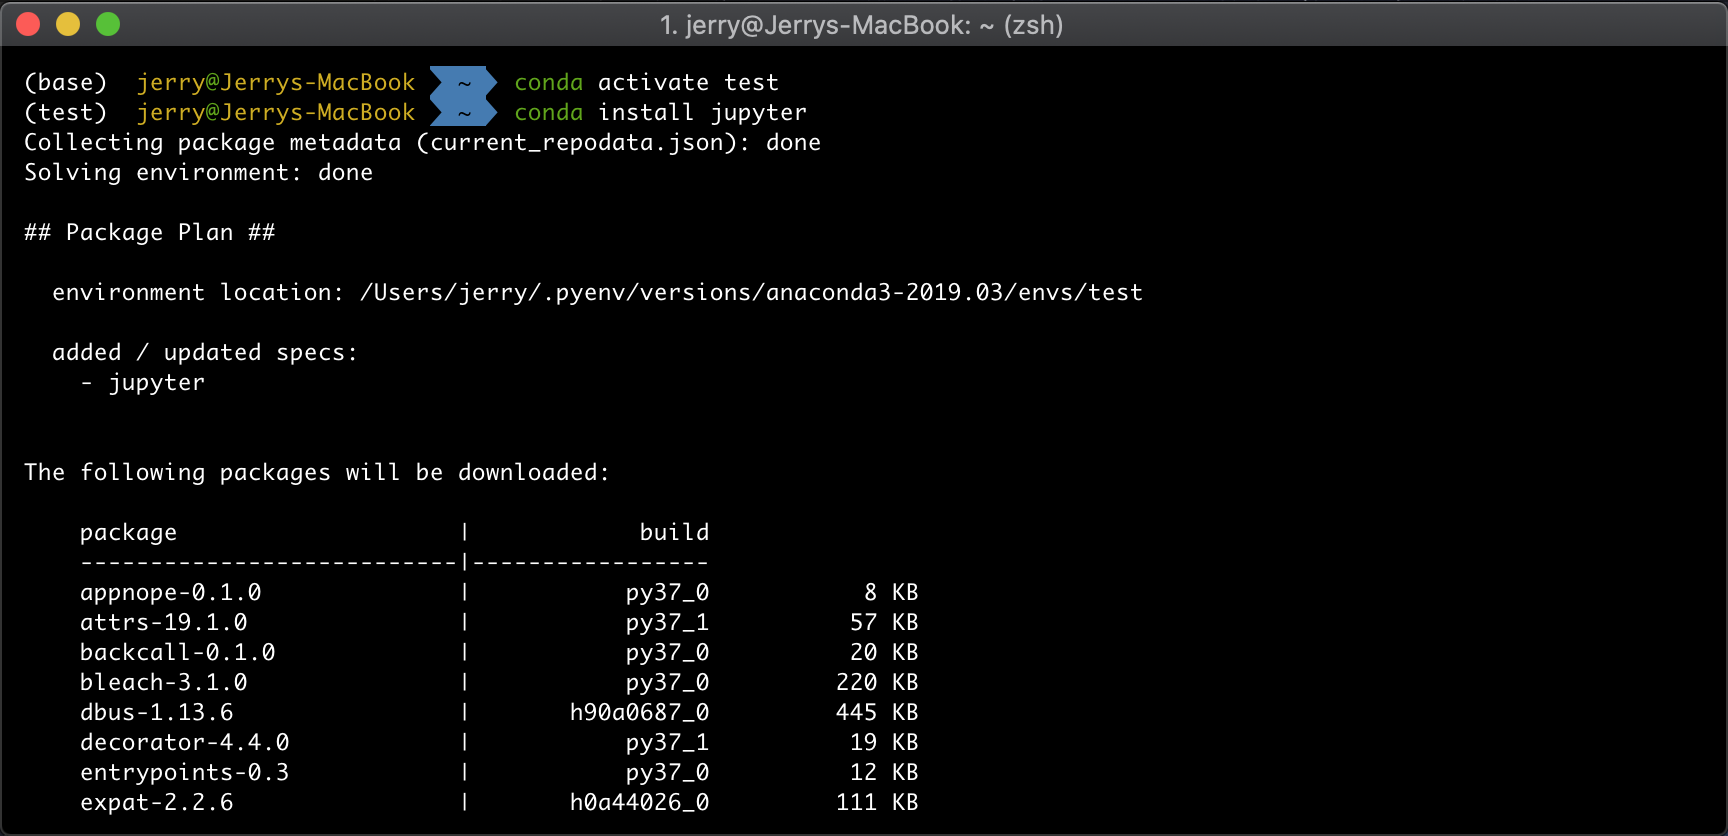 1. jerry@Jerrys-MacBook: ~ (zsh)
(base)  jerry@Jerrys-MacBook  ~  conda activate test
(test)  jerry@Jerrys-MacBook  ~  conda install jupyter
Collecting package metadata (current_repodata.json): done
Solving environment: done
## Package Plan ##
  environment location: /Users/jerry/.pyenv/versions/anaconda3-2019.03/envs/test
  added / updated specs:
    - jupyter
The following packages will be downloaded:
    package                    |            build
    ---------------------------|-----------------
    appnope-0.1.0              |           py37_0           8 KB
    attrs-19.1.0               |           py37_1          57 KB
    backcall-0.1.0             |           py37_0          20 KB
    bleach-3.1.0               |           py37_0         220 KB
    dbus-1.13.6                |       h90a0687_0         445 KB
    decorator-4.4.0            |           py37_1          19 KB
    entrypoints-0.3            |           py37_0          12 KB
    expat-2.2.6                |       h0a44026_0         111 KB